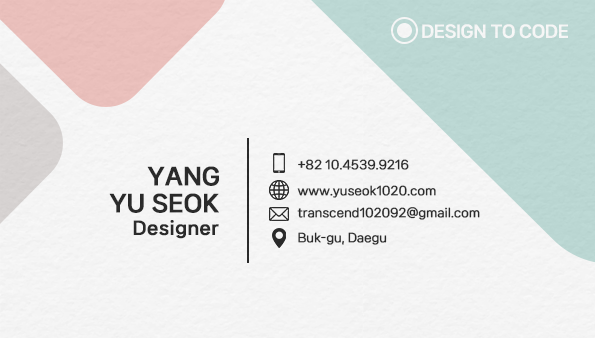 DESIGN TO CODE
YANG
YU SEOK
Designer
+82 10.4539.9216
www.yuseok1020.com
transcend102092@gmail.com
Buk-gu, Daegu